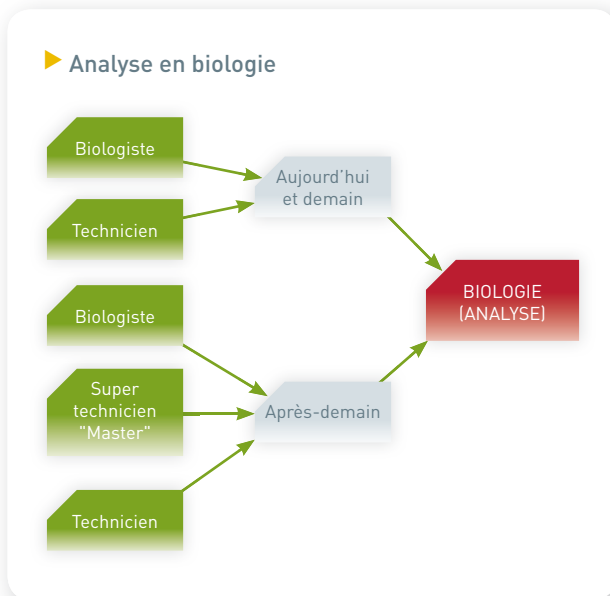 Analyse en biologie
Biologiste
Technicien
Aujourd'hui
et demain
Biologiste
Super
technicien
"Master"
Technicien
Après-demain
BIOLOGIE
(ANALYSE)